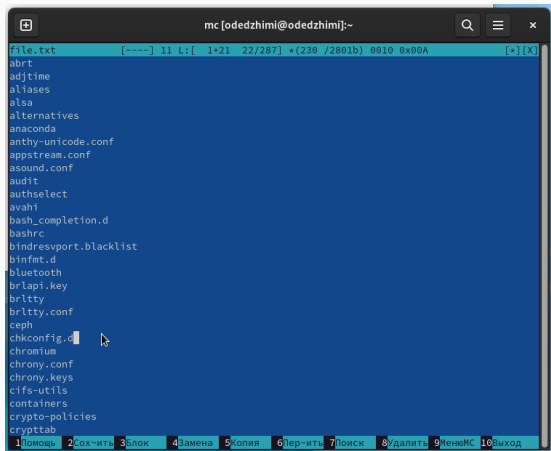 mc [odedzhimi@odedzhimi]:~
file.txt [----] 11 L:[ 1+21 22/287] *(230 /2801b) 0010 0x00A [*][X]
abrt
adjtime
aliases
alsa
alternatives
anaconda
anthy-unicode.conf
appstream.conf
asound.conf
audit
authselect
avahi
bash_completion.d
bashrc
bindresvport.blacklist
binfmt.d
bluetooth
brlapi.key
brltty
brltty.conf
ceph
chkconfig.d
chromium
chrony.conf
chrony.keys
cifs-utils
containers
crypto-policies
crypttab
1Помощь 2Сох~ить 3Блок 4Замена 5Копия 6Пер~ить 7Поиск 8Удалить 9МенюMC 10Выход